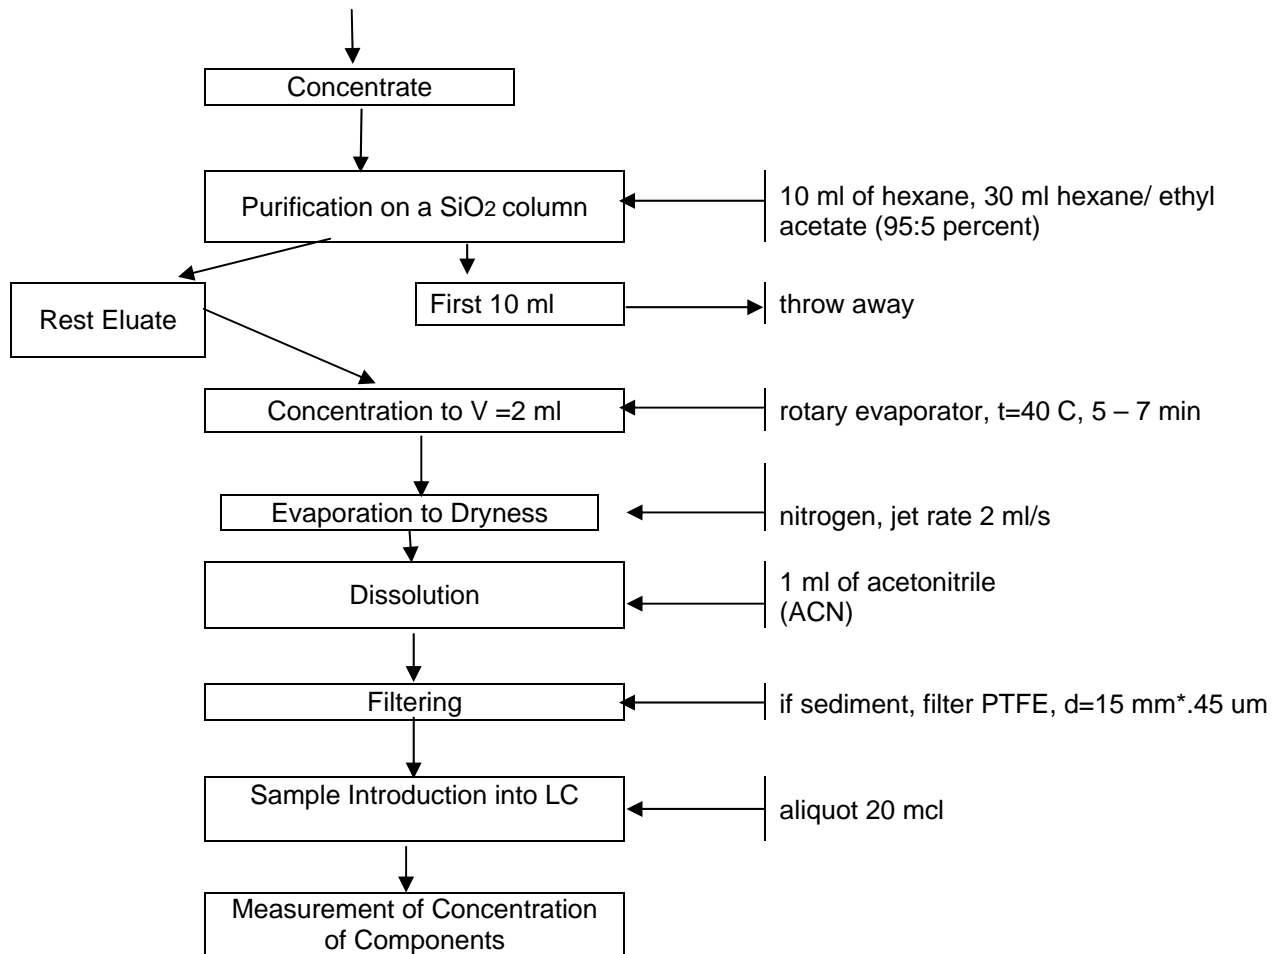 Concentrate
Purification on a SiO2 column
10 ml of hexane, 30 ml hexane/ ethyl
acetate (95:5 percent)
Rest Eluate
First 10 ml
throw away
Concentration to V =2 ml
rotary evaporator, t=40 C, 5 – 7 min
Evaporation to Dryness
nitrogen, jet rate 2 ml/s
Dissolution
1 ml of acetonitrile
(ACN)
Filtering
if sediment, filter PTFE, d=15 mm*.45 um
Sample Introduction into LC
aliquot 20 mcl
Measurement of Concentration
of Components